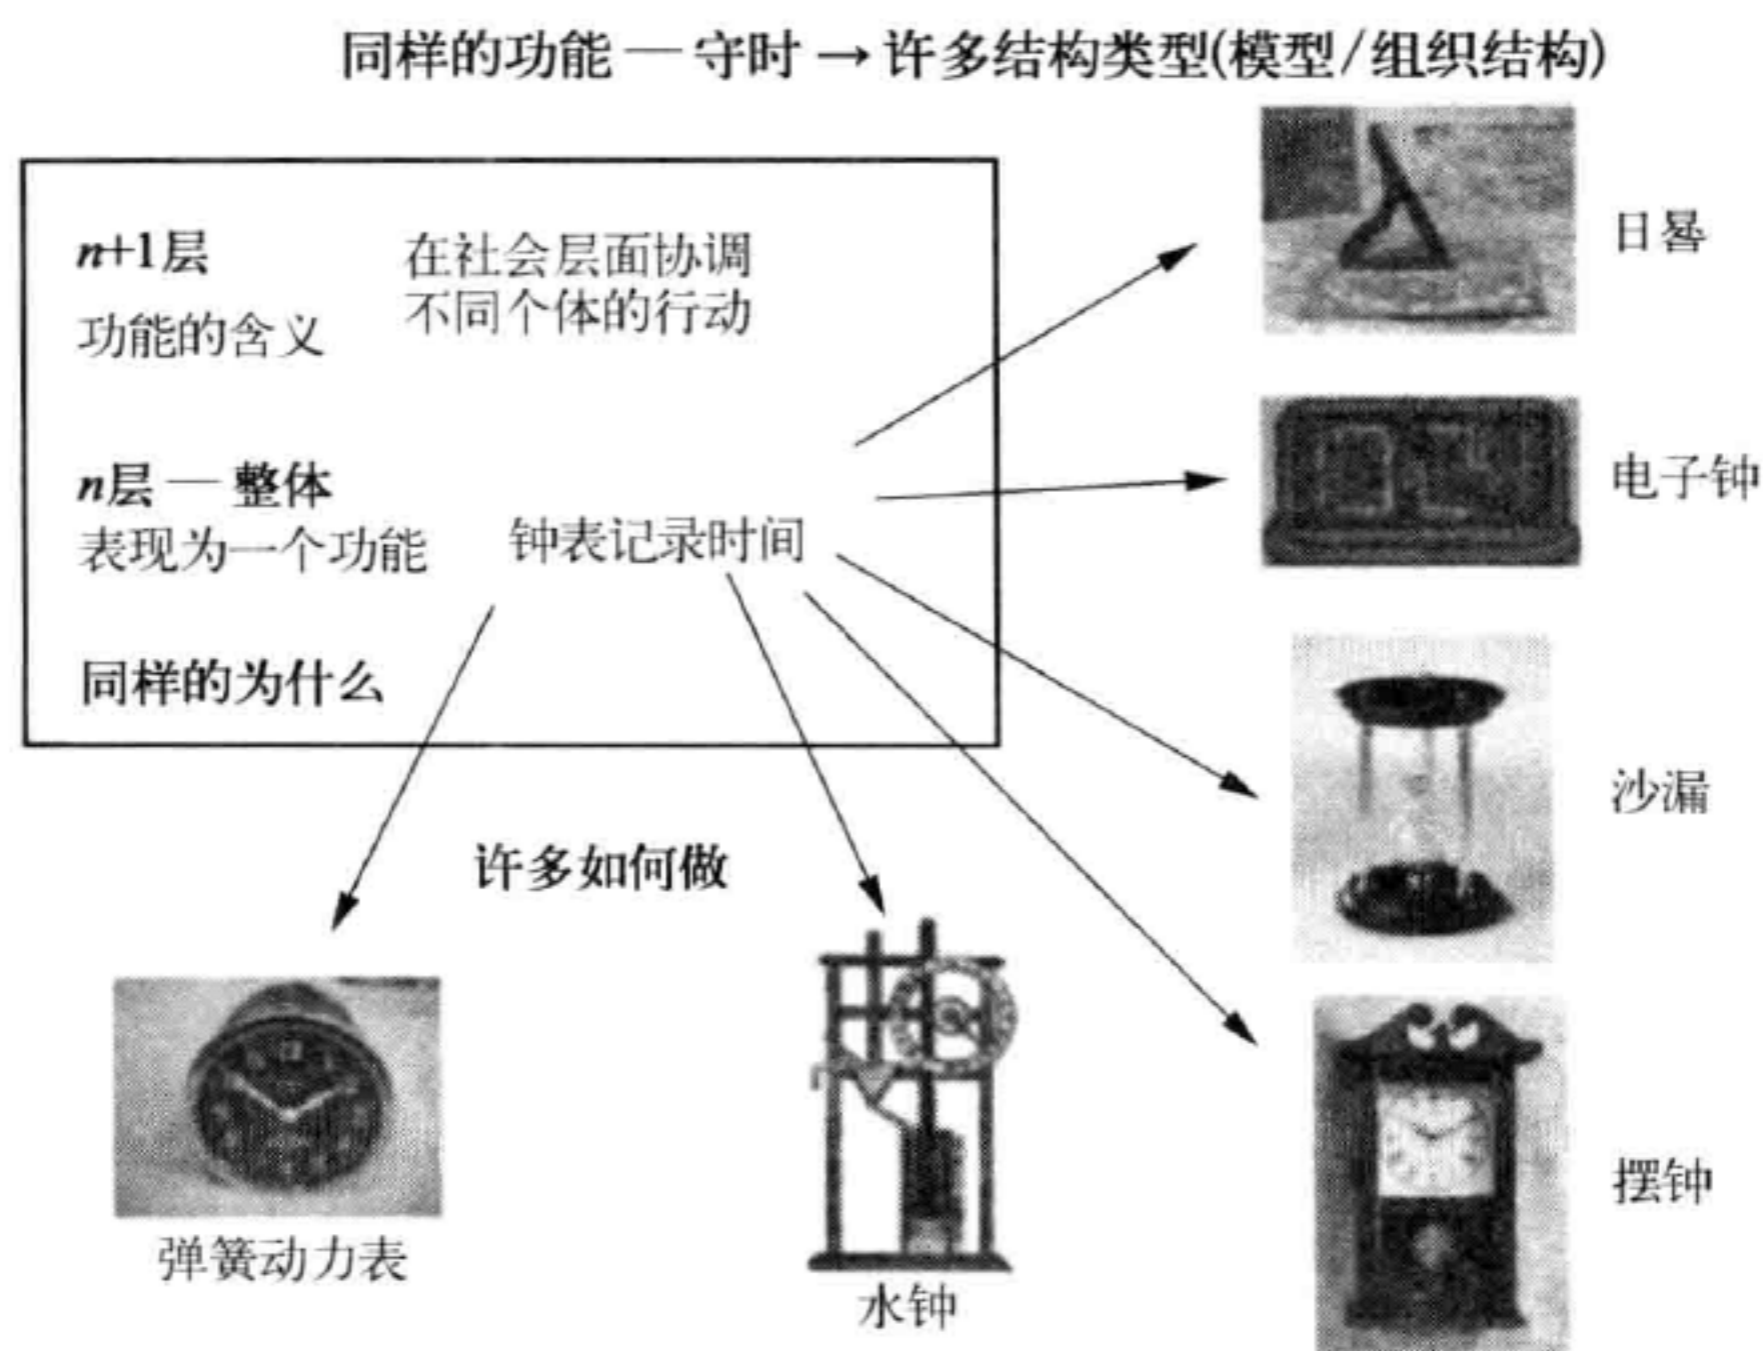 同样的功能 — 守时 → 许多结构类型(模型/组织结构)
n+1层
功能的含义
在社会层面协调
不同个体的行动
n层 — 整体
表现为一个功能
钟表记录时间
同样的为什么
许多如何做
日晷
电子钟
沙漏
摆钟
弹簧动力表
水钟